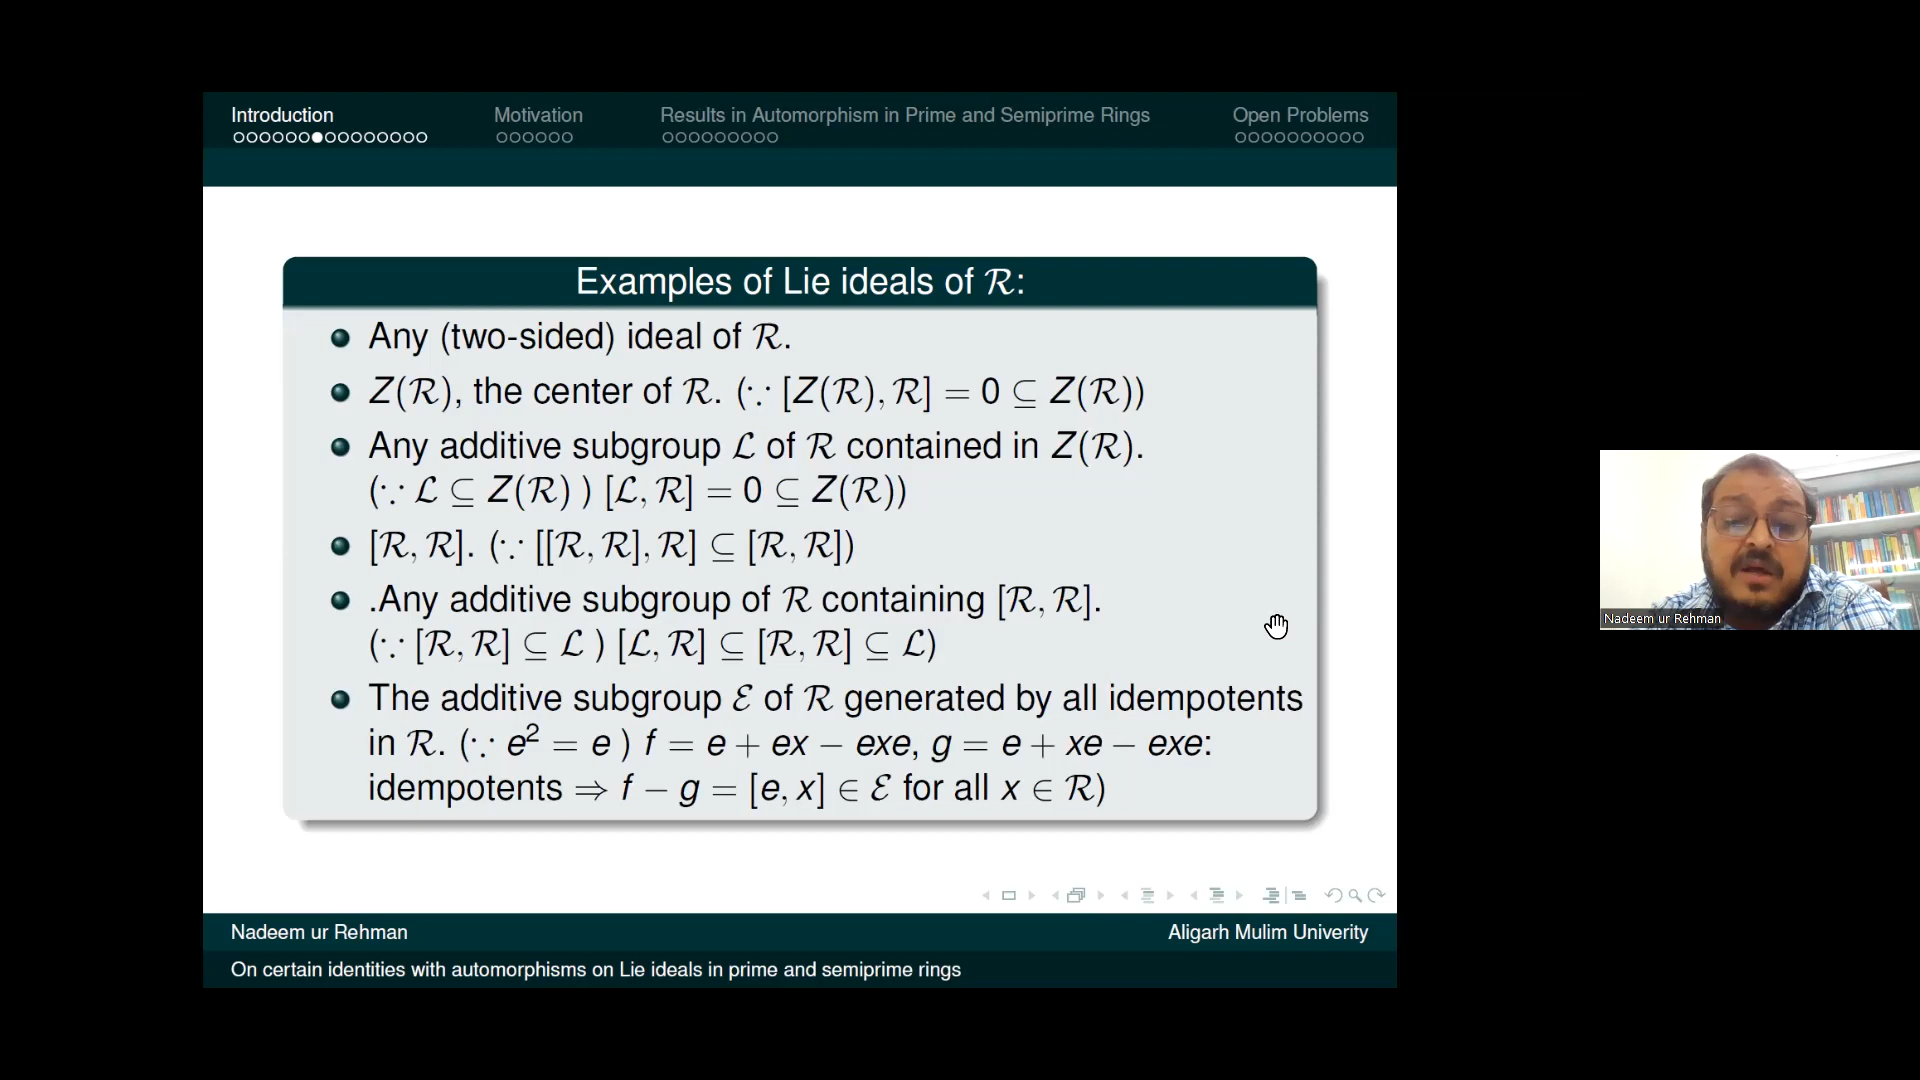 Introduction
Motivation
Results in Automorphism in Prime and Semiprime Rings
Open Problems
Examples of Lie ideals of ℛ:
Any (two-sided) ideal of ℛ.
Z(ℛ), the center of ℛ. (∵ [Z(ℛ), ℛ] = 0 ⊆ Z(ℛ))
Any additive subgroup ℒ of ℛ contained in Z(ℛ).
(∵ ℒ ⊆ Z(ℛ) ) [ℒ, ℛ] = 0 ⊆ Z(ℛ))
[ℛ, ℛ]. (∵ [[ℛ, ℛ], ℛ] ⊆ [ℛ, ℛ])
.Any additive subgroup of ℛ containing [ℛ, ℛ].
(∵ [ℛ, ℛ] ⊆ ℒ ) [ℒ, ℛ] ⊆ [ℛ, ℛ] ⊆ ℒ)
The additive subgroup ℰ of ℛ generated by all idempotents
in ℛ. (∵ e² = e ) f = e + ex − exe, g = e + xe − exe:
idempotents ⇒ f − g = [e, x] ∈ ℰ for all x ∈ ℛ)
Nadeem ur Rehman
Aligarh Mulim Univerity
On certain identities with automorphisms on Lie ideals in prime and semiprime rings
Nadeem ur Rehman